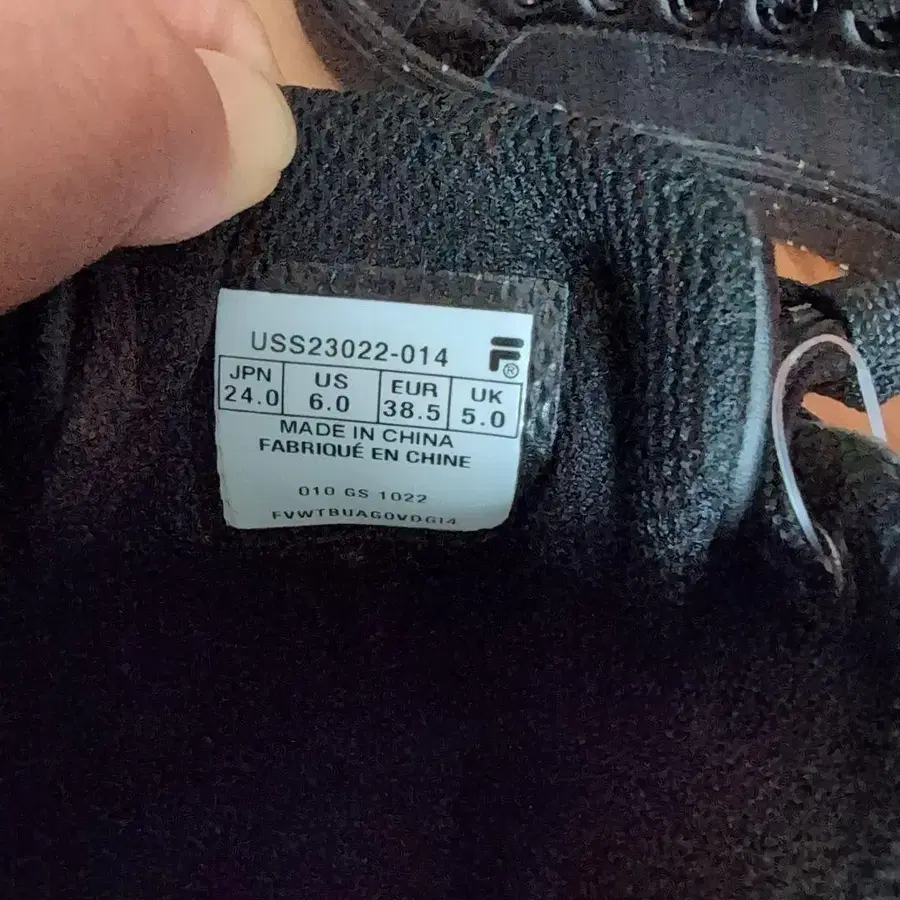 USS23022-014 F®
JPN US EUR UK
24.0 6.0 38.5 5.0
MADE IN CHINA
FABRIQUÉ EN CHINE
010 GS 1022
FVWTBUAG0VDGI4